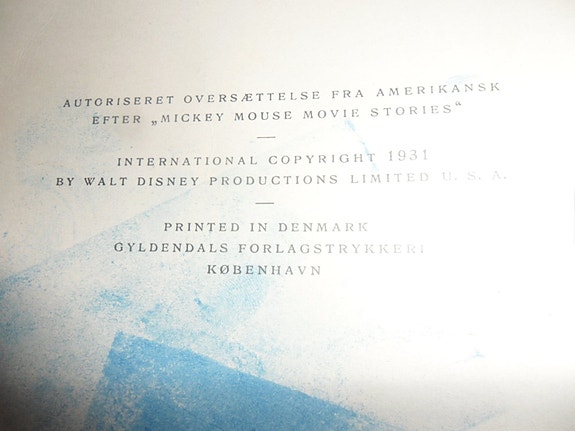 AUTORISERET OVERSÆTTELSE FRA AMERIKANSK
EFTER „MICKEY MOUSE MOVIE STORIES“
INTERNATIONAL COPYRIGHT 1931
BY WALT DISNEY PRODUCTIONS LIMITED U. S. A.
PRINTED IN DENMARK
GYLDENDALS FORLAGSTRYKKERI
KØBENHAVN